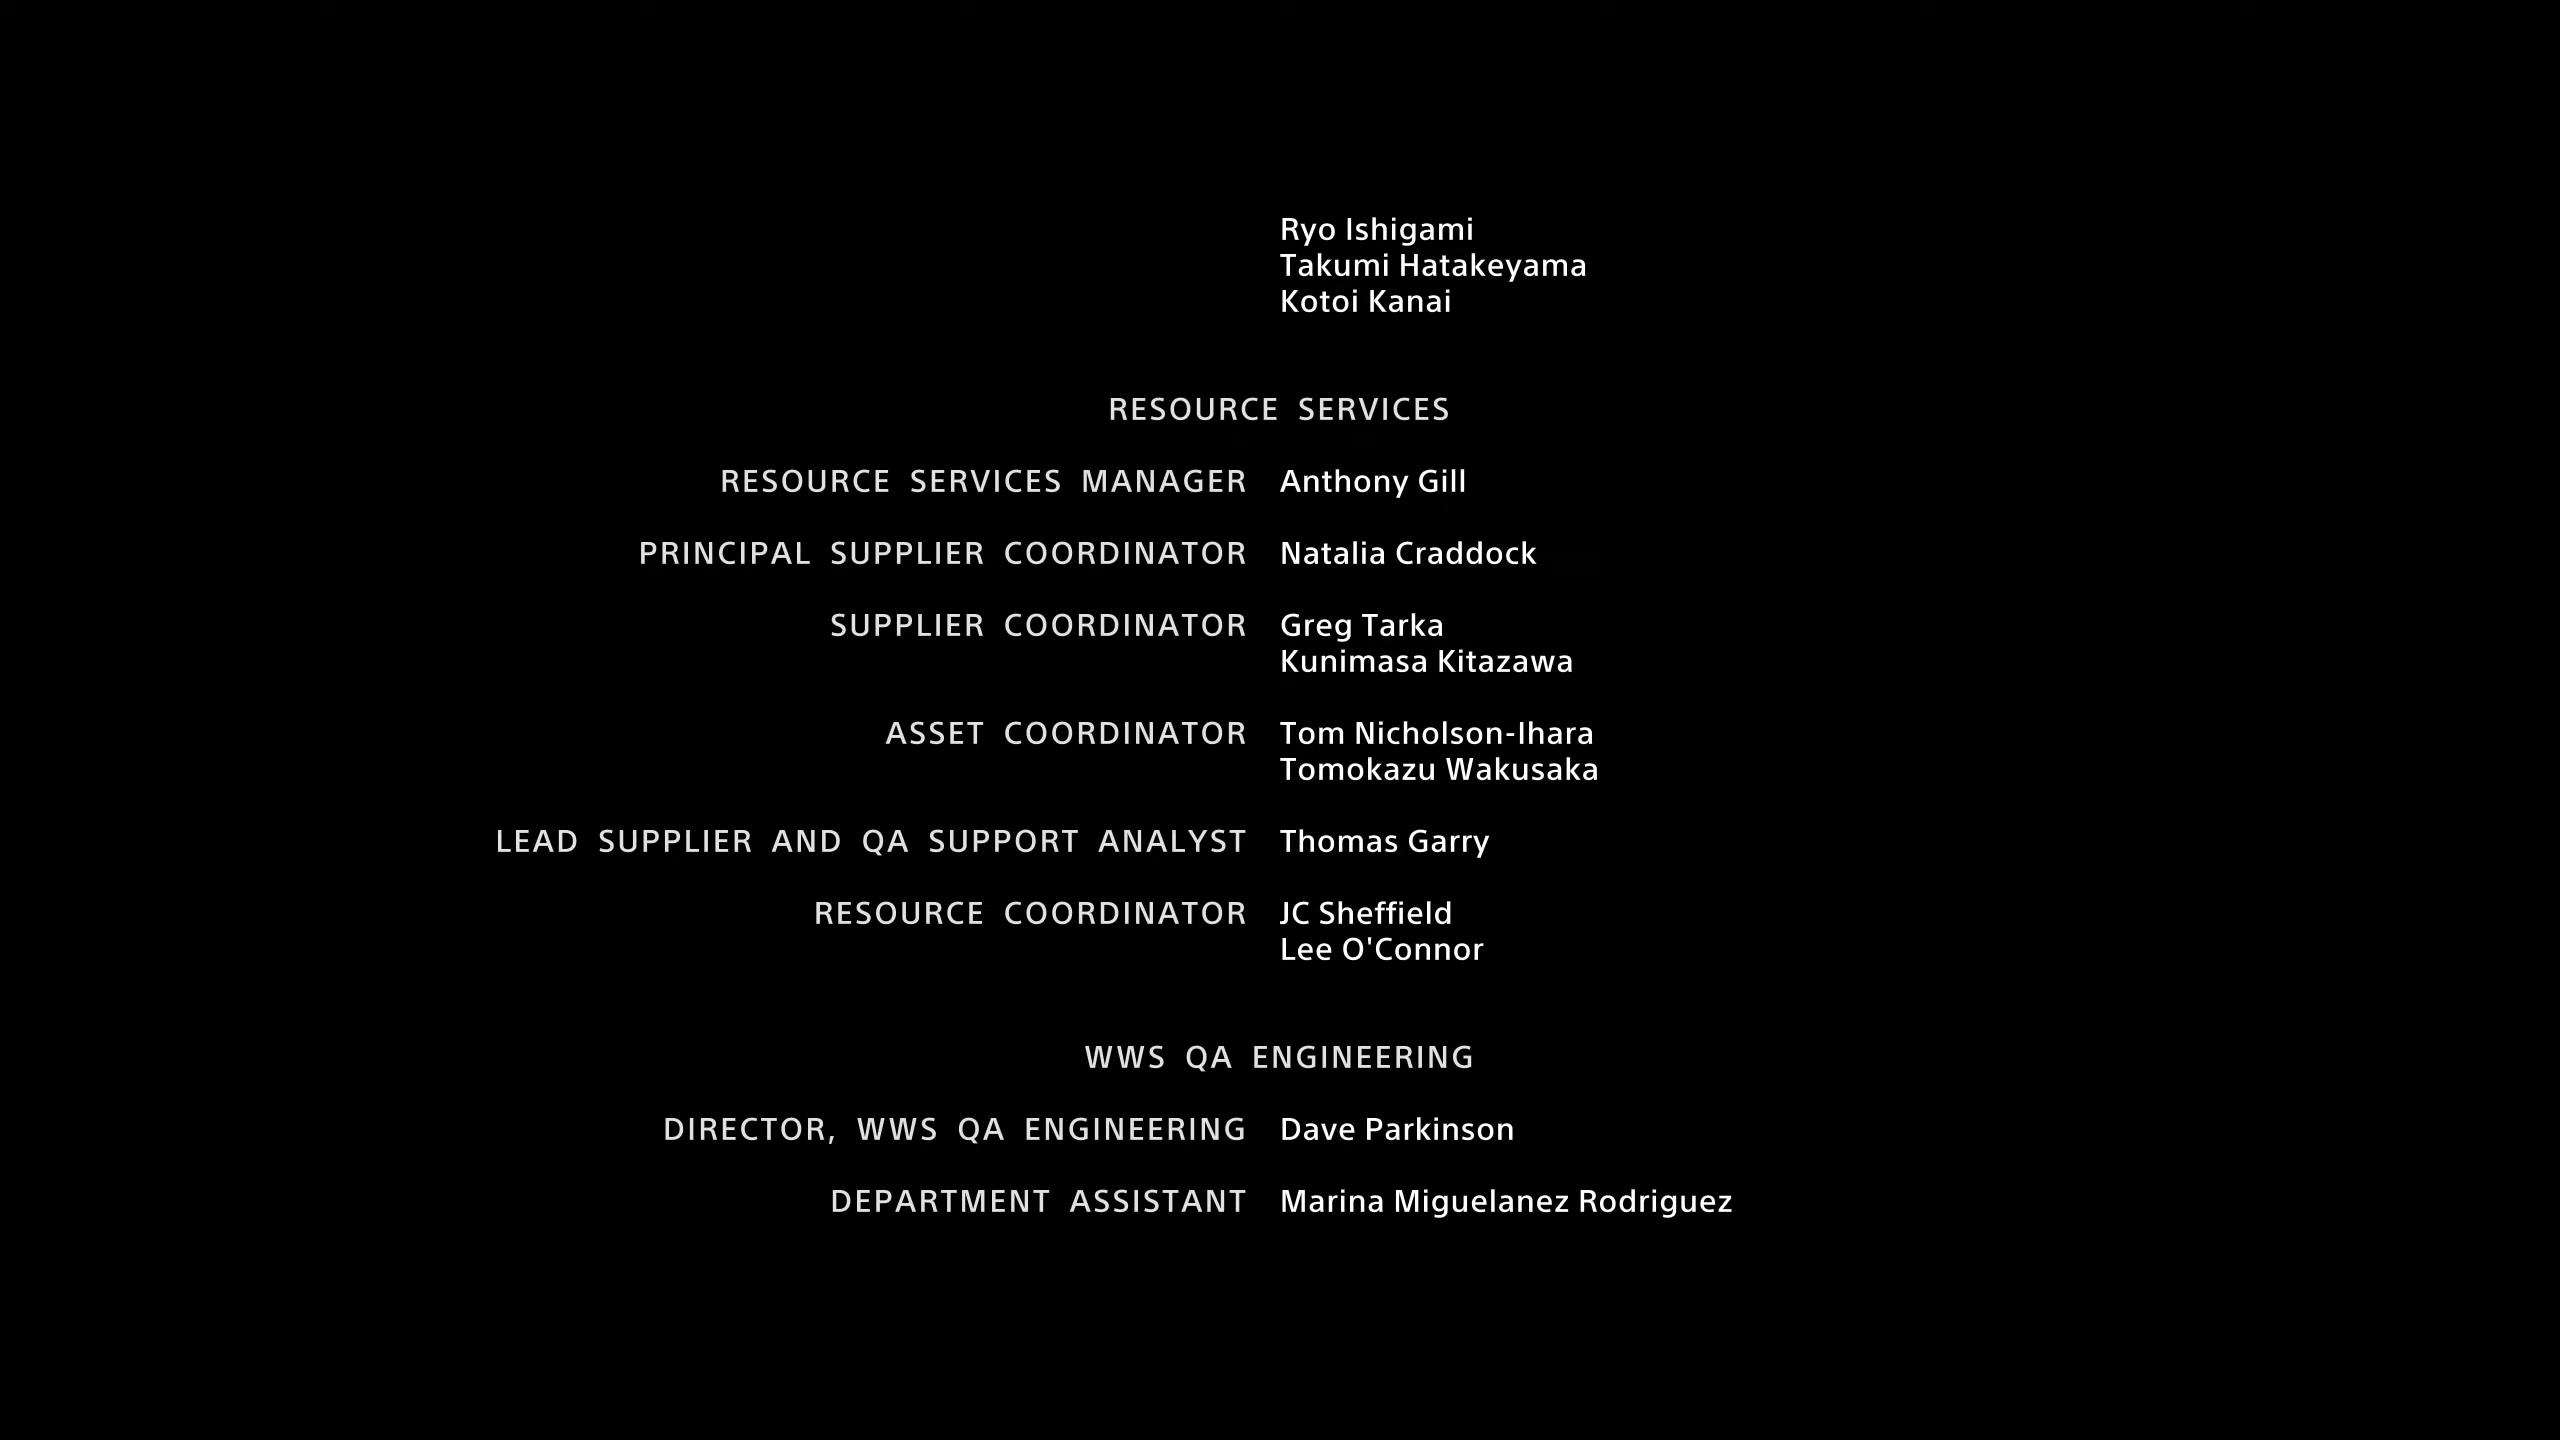 Ryo Ishigami
Takumi Hatakeyama
Kotoi Kanai
RESOURCE SERVICES
RESOURCE SERVICES MANAGER Anthony Gill
PRINCIPAL SUPPLIER COORDINATOR Natalia Craddock
SUPPLIER COORDINATOR Greg Tarka
Kunimasa Kitazawa
ASSET COORDINATOR Tom Nicholson-Ihara
Tomokazu Wakusaka
LEAD SUPPLIER AND QA SUPPORT ANALYST Thomas Garry
RESOURCE COORDINATOR JC Sheffield
Lee O'Connor
WWS QA ENGINEERING
DIRECTOR, WWS QA ENGINEERING Dave Parkinson
DEPARTMENT ASSISTANT Marina Miguelanez Rodriguez